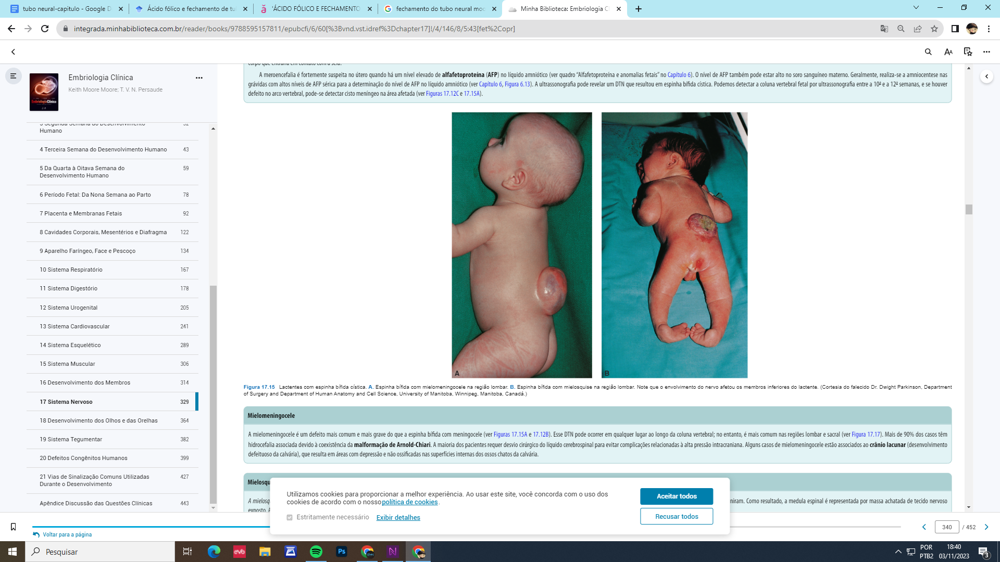 tubo neural-capitulo - Google D
Ácido fólico e fechamento de tu
'ÁCIDO FÓLICO E FECHAMENTO
fechamento do tubo neural moo
Minha Biblioteca: Embriologia C
integrada.minhabiblioteca.com.br/reader/books/9788595157811/epubcfi/6/60[%3Bvnd.vst.idref%3Dchapter17]!/4/146/8/5:43[fet%2Copr]
Embriologia Clínica
Keith Moore Moore; T. V. N. Persaude
3 Segunda Semana do Desenvolvimento Humano 32
4 Terceira Semana do Desenvolvimento Humano 43
5 Da Quarta à Oitava Semana do
Desenvolvimento Humano 59
6 Período Fetal: Da Nona Semana ao Parto 78
7 Placenta e Membranas Fetais 92
8 Cavidades Corporais, Mesentérios e Diafragma 122
9 Aparelho Faríngeo, Face e Pescoço 134
10 Sistema Respiratório 167
11 Sistema Digestório 178
12 Sistema Urogenital 205
13 Sistema Cardiovascular 241
14 Sistema Esquelético 289
15 Sistema Muscular 306
16 Desenvolvimento dos Membros 314
17 Sistema Nervoso 329
18 Desenvolvimento dos Olhos e das Orelhas 364
19 Sistema Tegumentar 382
20 Defeitos Congênitos Humanos 399
21 Vias de Sinalização Comuns Utilizadas
Durante o Desenvolvimento 427
Apêndice Discussão das Questões Clínicas 443
corpo que entraria em contato com a seia.
A meroencefalia é fortemente suspeita no útero quando há um nível elevado de alfafetoproteína (AFP) no líquido amniótico (ver quadro “Alfafetoproteína e anomalias fetais” no Capítulo 6). O nível de AFP também pode estar alto no soro sanguíneo materno. Geralmente, realiza-se a amniocentese nas
grávidas com altos níveis de AFP sérica para a determinação do nível de AFP no líquido amniótico (ver Capítulo 6, Figura 6.13). A ultrassonografia pode revelar um DTN que resultou em espinha bífida cística. Podemos detectar a coluna vertebral fetal por ultrassonografia entre a 10ª e a 12ª semanas, e se houver
defeito no arco vertebral, pode-se detectar cisto meníngeo na área afetada (ver Figuras 17.12C e 17.15A).
A
B
Figura 17.15 Lactentes com espinha bífida cística. A. Espinha bífida com mielomeningocele na região lombar. B. Espinha bífida com mielosquise na região lombar. Note que o envolvimento do nervo afetou os membros inferiores do lactente. (Cortesia do falecido Dr. Dwight Parkinson, Department
of Surgery and Department of Human Anatomy and Cell Science, University of Manitoba, Winnipeg, Manitoba, Canadá.)
Mielomeningocele
A mielomeningocele é um defeito mais comum e mais grave do que a espinha bífida com meningocele (ver Figuras 17.15A e 17.12B). Esse DTN pode ocorrer em qualquer lugar ao longo da coluna vertebral; no entanto, é mais comum nas regiões lombar e sacral (ver Figura 17.17). Mais de 90% dos casos têm
hidrocefalia associada devido à coexistência da malformação de Arnold-Chiari. A maioria dos pacientes requer desvio cirúrgico do líquido cerebrospinal para evitar complicações relacionadas à alta pressão intracraniana. Alguns casos de mielomeningocele estão associados ao crânio lacunar (desenvolvimento
defeituoso da calvária), que resulta em áreas com depressão e não ossificadas nas superfícies internas dos ossos chatos da calvária.
Mielosqu
A mielosq
niram. Como resultado, a medula espinal é representada por massa achatada de tecido nervoso
exposto.
Utilizamos cookies para proporcionar a melhor experiência. Ao usar este site, você concorda com o uso dos
cookies de acordo com o nosso política de cookies.
Estritamente necessário Exibir detalhes
Aceitar todos
Recusar todos
Voltar para a página
340 / 452
Pesquisar
evb
Ps
POR
PTB2
18:40
03/11/2023
3